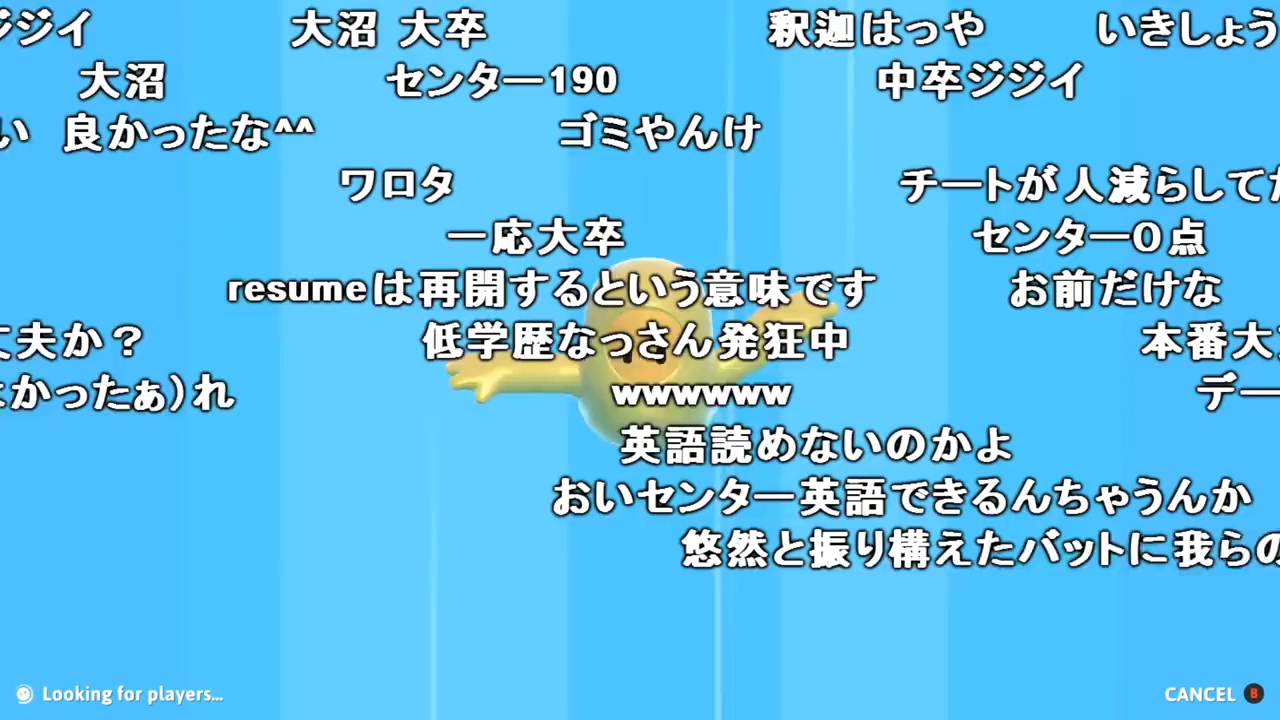 ジジイ 大沼 大卒 釈迦はっや いきしょう
大沼 センター190 中卒ジジイ
い 良かったな^^ ゴミやんけ
ワロタ チートが人減らしてた
一応大卒 センター0点
resumeは再開するという意味です お前だけな
丈夫か？ 低学歴なっさん発狂中 本番大
よかったぁ）れ wwwwww デー
英語読めないのかよ
おいセンター英語できるんちゃうんか
悠然と振り構えたバットに我らの
Looking for players... CANCEL B